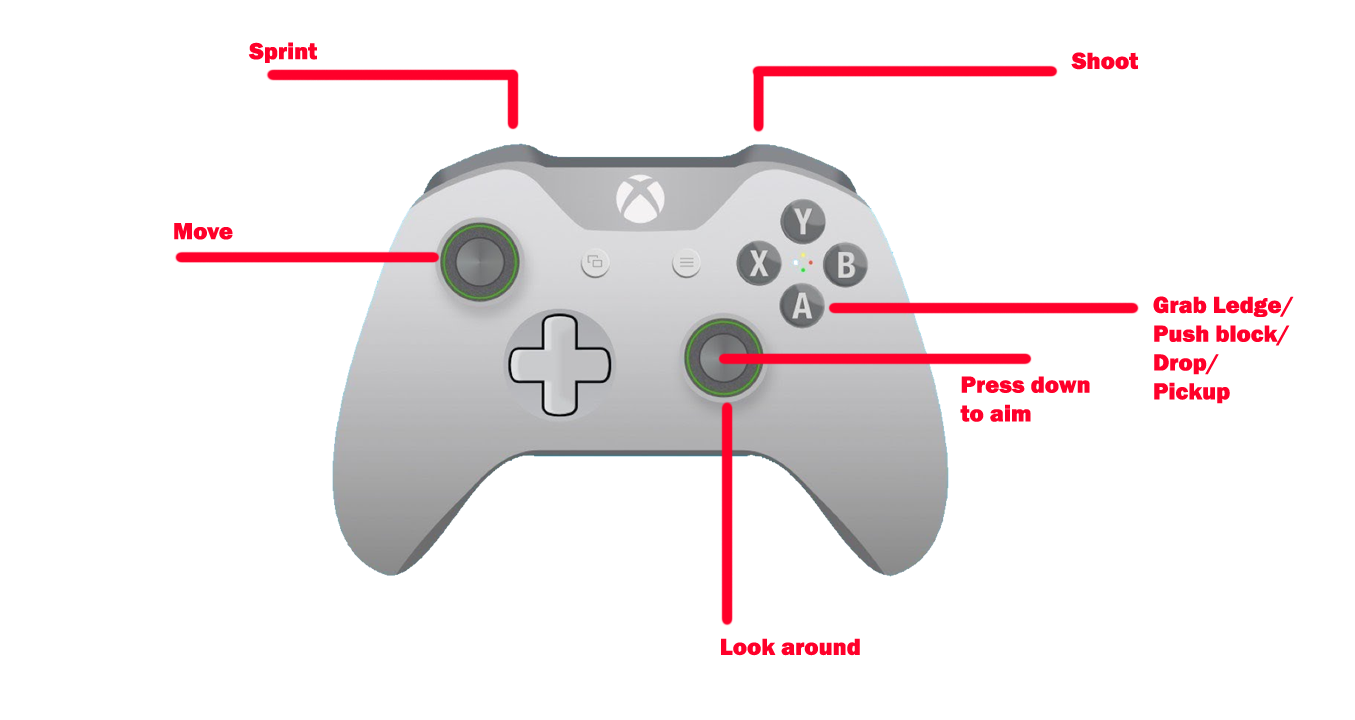 Sprint
Shoot
Move
Y
X
B
A
Grab Ledge/
Push block/
Drop/
Pickup
Press down
to aim
Look around